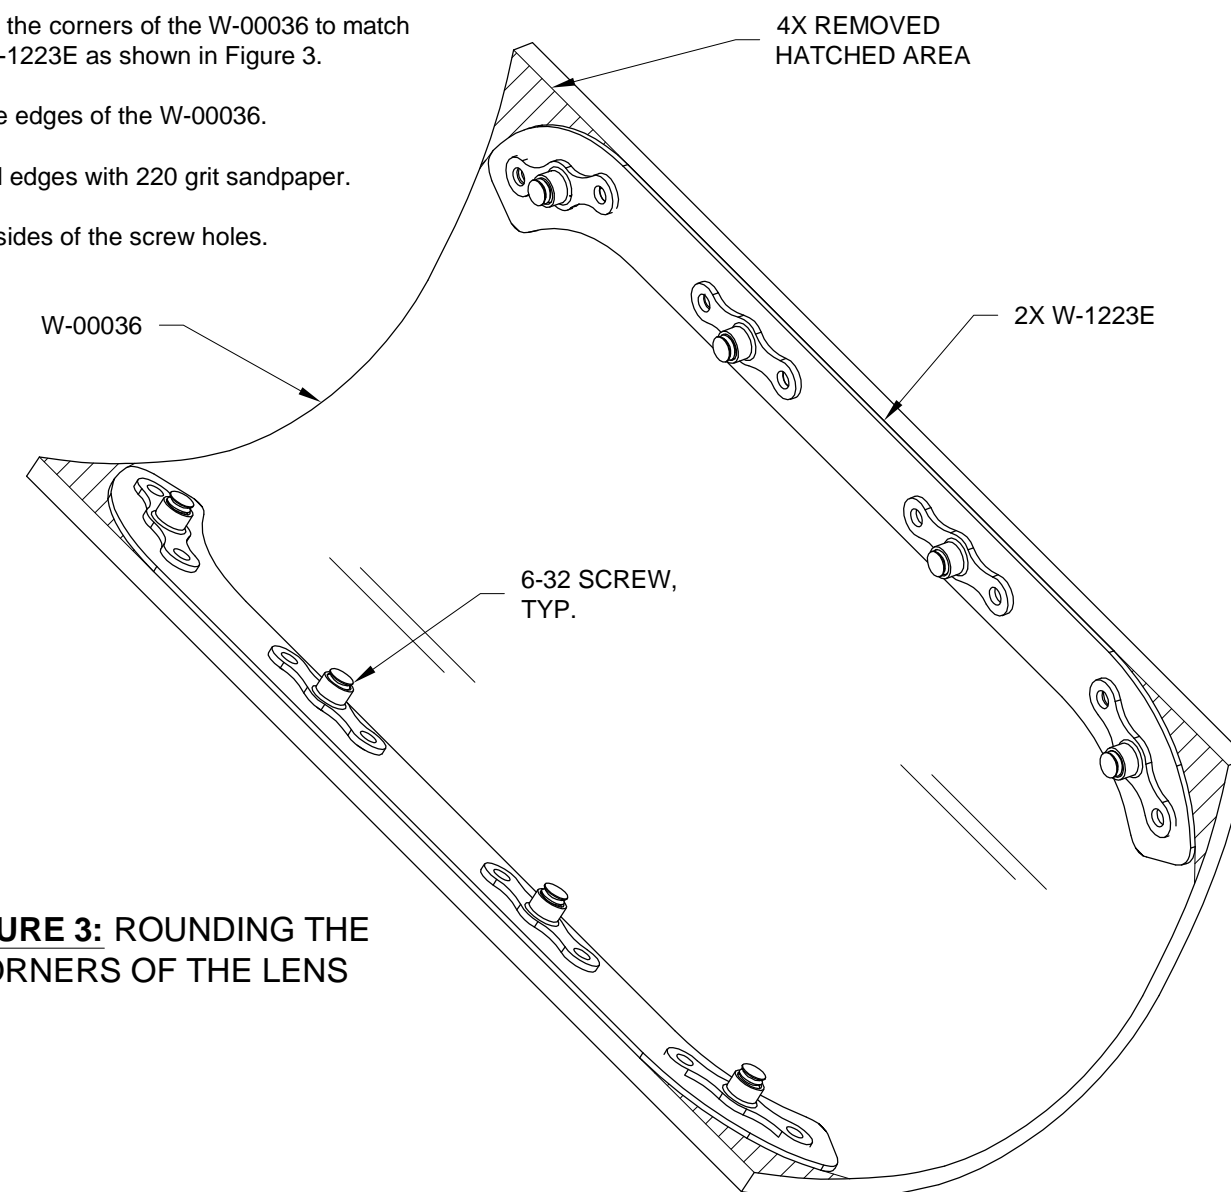 the corners of the W-00036 to match
-1223E as shown in Figure 3.
edges of the W-00036.
edges with 220 grit sandpaper.
sides of the screw holes.
4X REMOVED
HATCHED AREA
W-00036
2X W-1223E
6-32 SCREW,
TYP.
URE 3: ROUNDING THE
ORNERS OF THE LENS